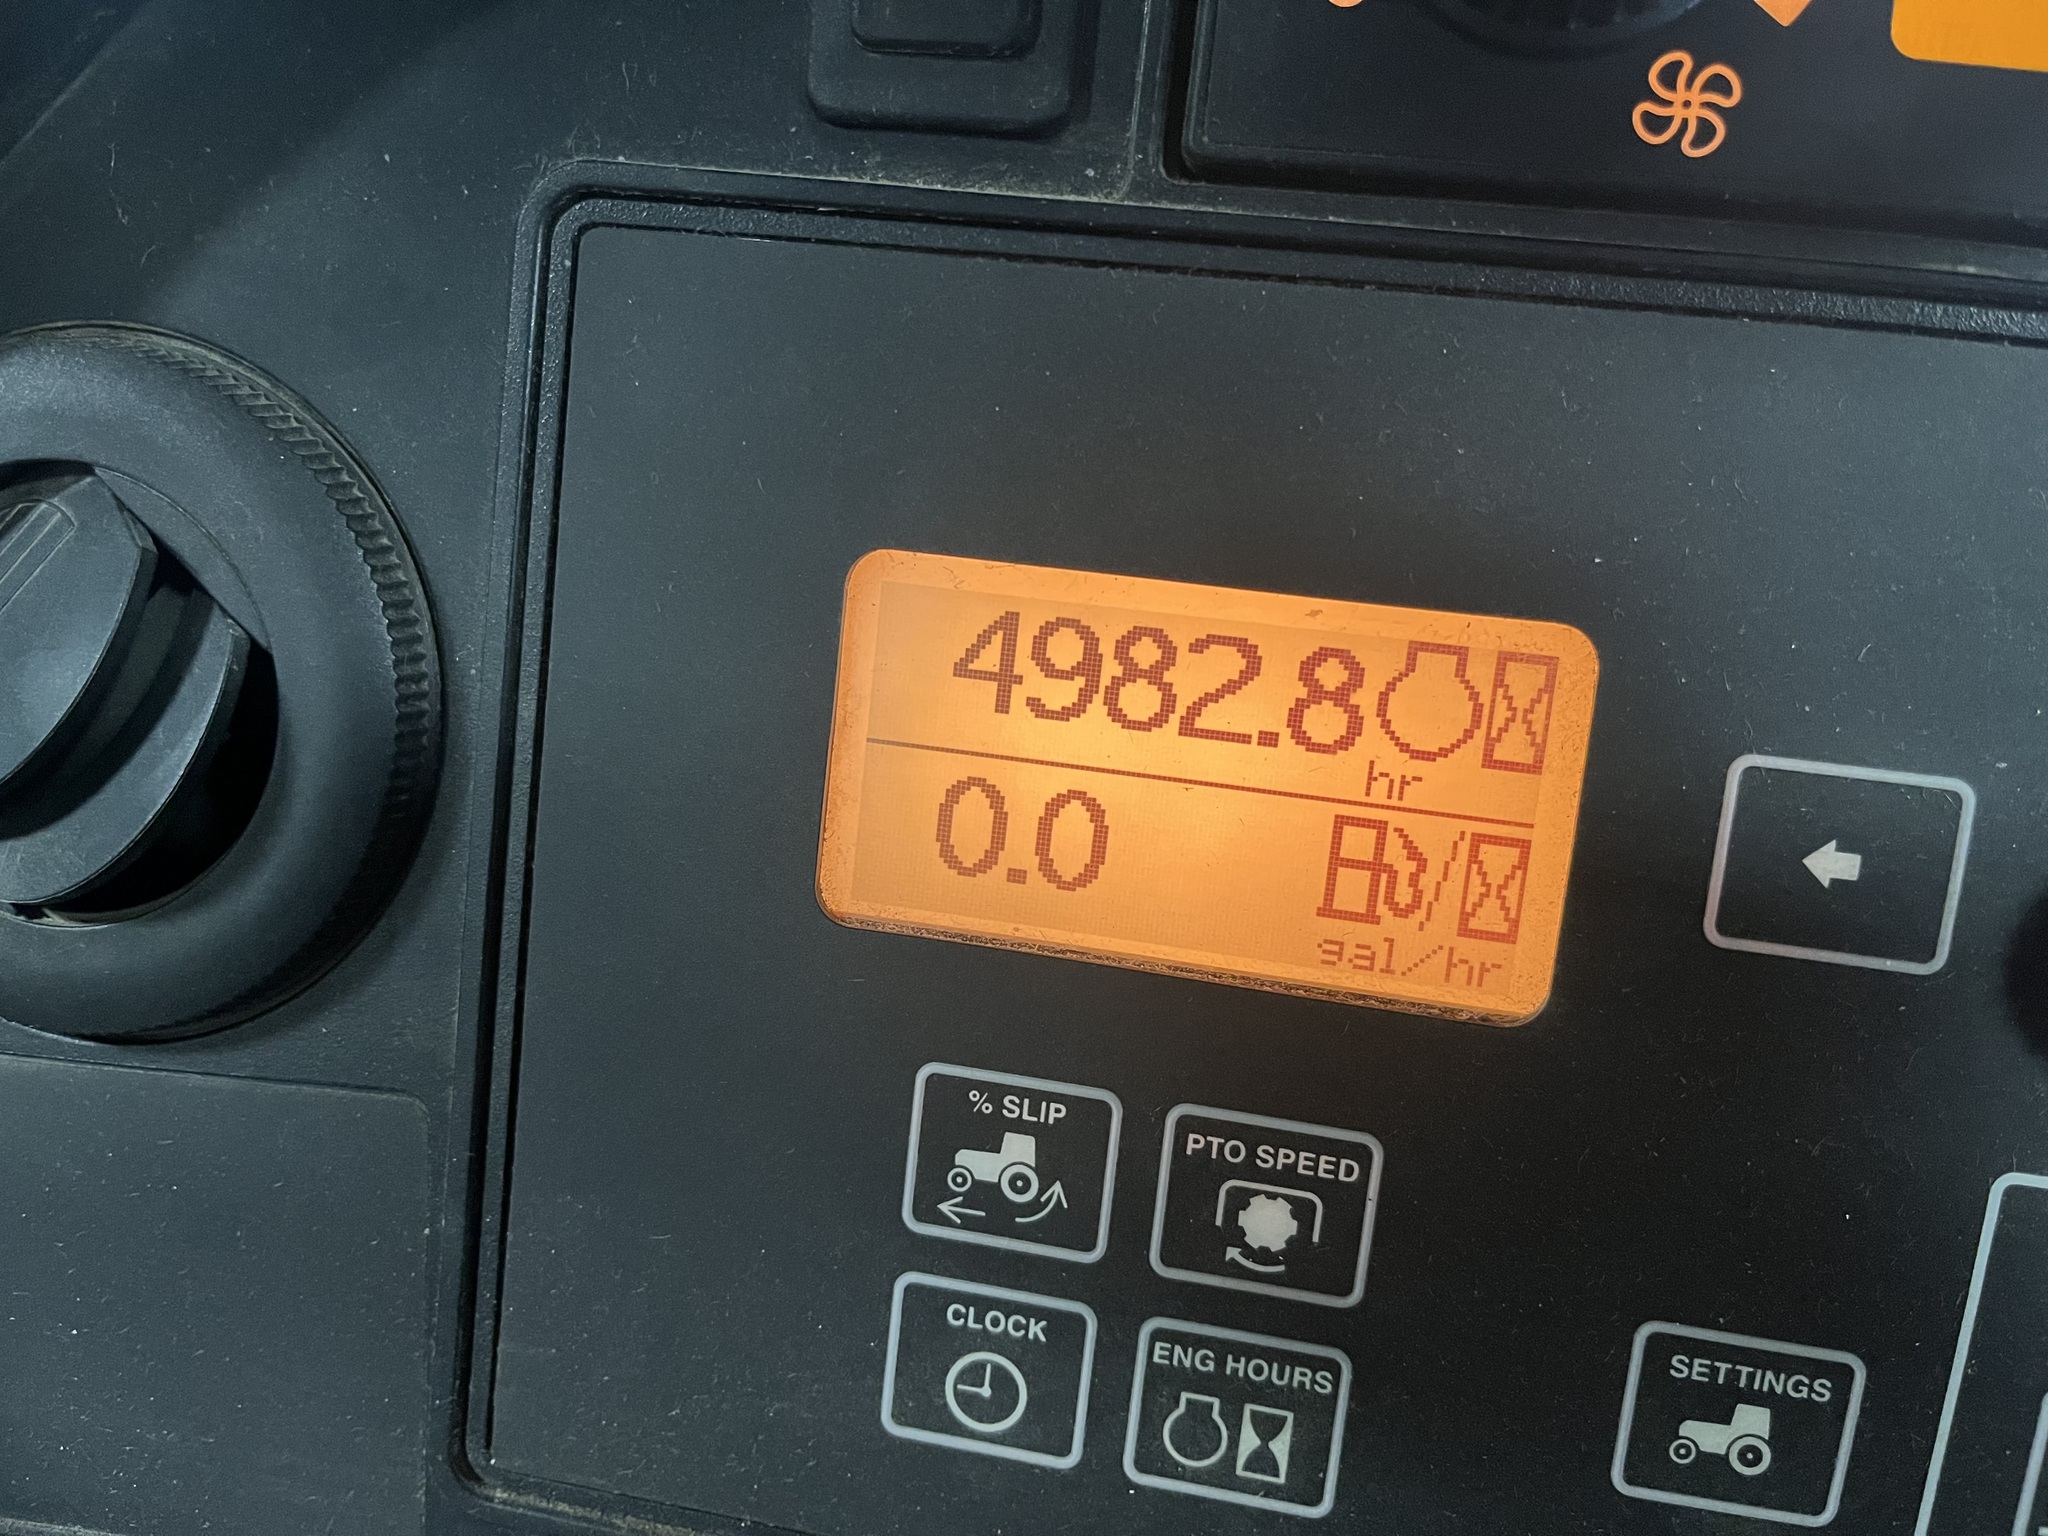 4982.8
hr
0.0
gal/hr
% SLIP
PTO SPEED
CLOCK
ENG HOURS
SETTINGS